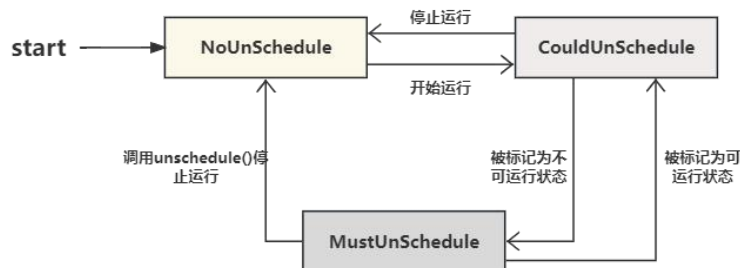 停止运行
start
NoUnSchedule
CouldUnSchedule
开始运行
调用unschedule()停
止运行
被标记为不
可运行状态
被标记为可
运行状态
MustUnSchedule